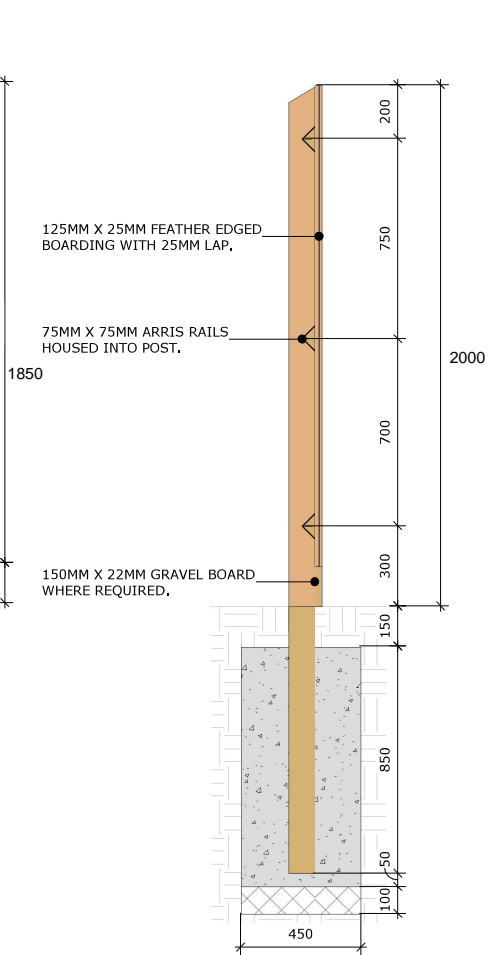 200
125MM X 25MM FEATHER EDGED
BOARDING WITH 25MM LAP.
750
75MM X 75MM ARRIS RAILS
HOUSED INTO POST.
2000
1850
700
300
150MM X 22MM GRAVEL BOARD
WHERE REQUIRED.
150
850
50
100
450